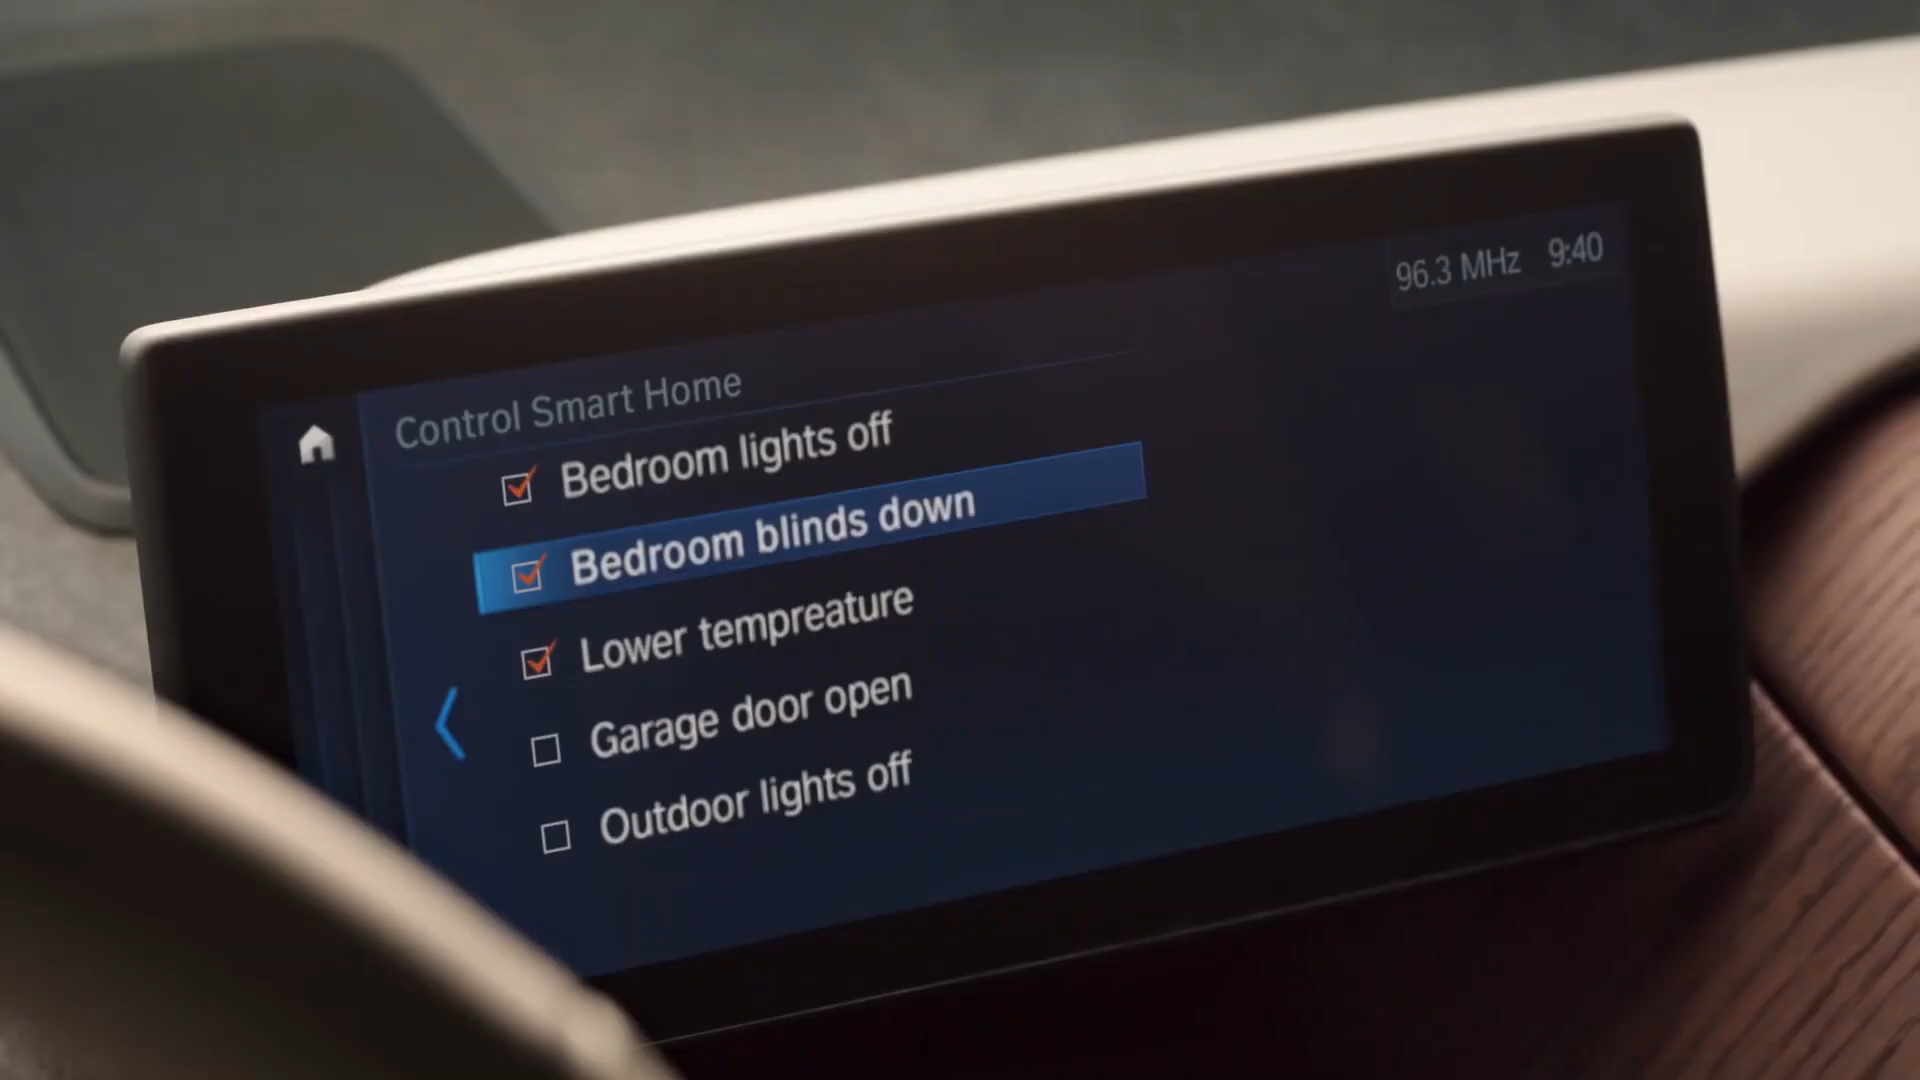 96.3 MHz 9:40
Control Smart Home
Bedroom lights off
Bedroom blinds down
Lower tempreature
Garage door open
Outdoor lights off